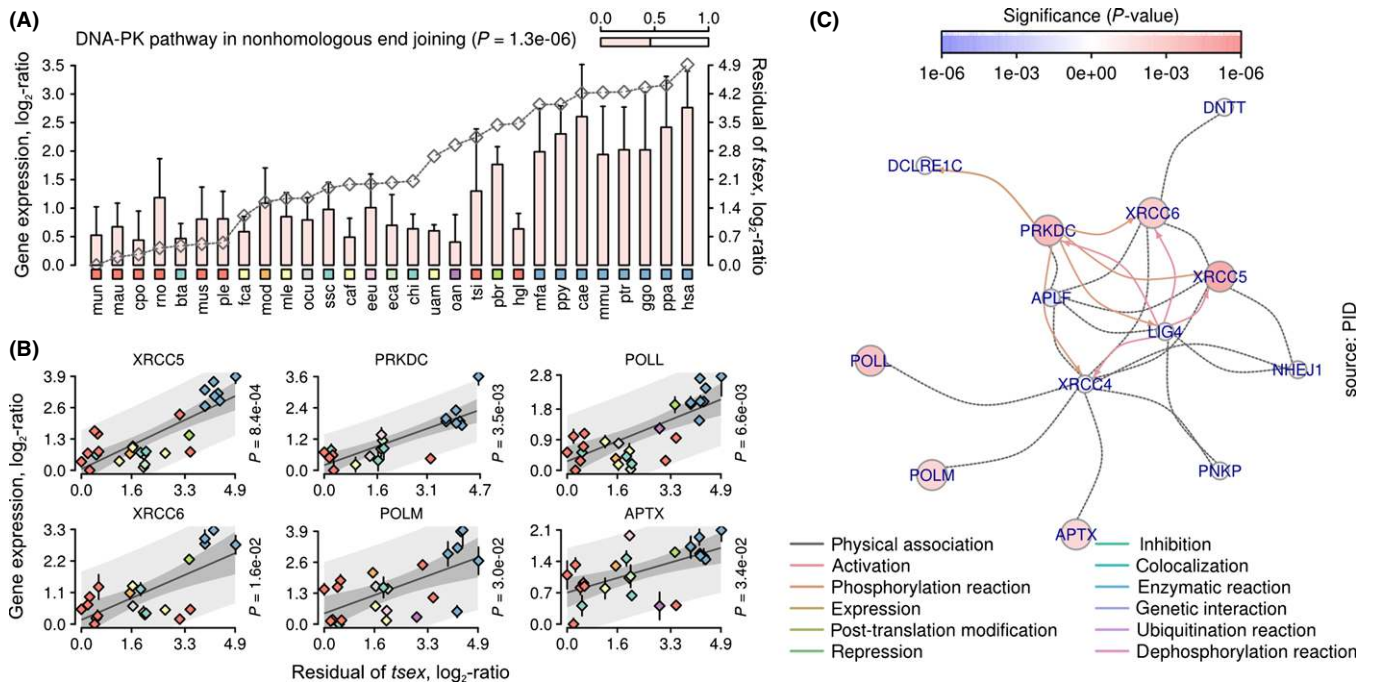 (A)
DNA-PK pathway in nonhomologous end joining (P = 1.3e-06)
0.0 0.5 1.0
Gene expression, log2-ratio
3.5
3.0
2.5
2.0
1.5
1.0
0.5
0.0
4.9
4.2
3.5
2.8
2.1
1.4
0.7
0.0
Residual of tsex, log2-ratio
mun mau cpo rno bta mus ple fca mod mle ocu ssc caf eeu eca chi uam oan tsi pbr hgl mfa ppy cae mmu ptr ggo ppa hsa
(B)
Gene expression, log2-ratio
XRCC5
3.9
2.6
1.3
0.0
0.0 1.6 3.3 4.9
P = 8.4e-04
PRKDC
3.6
2.4
1.2
0.0
0.0 1.6 3.1 4.7
P = 3.5e-03
POLL
2.8
1.8
0.9
0.0
0.0 1.6 3.3 4.9
P = 6.6e-03
XRCC6
3.3
2.2
1.1
0.0
0.0 1.6 3.3 4.9
P = 1.6e-02
POLM
3.9
2.6
1.3
0.0
0.0 1.6 3.3 4.9
P = 3.0e-02
APTX
2.1
1.4
0.7
0.0
0.0 1.6 3.3 4.9
P = 3.4e-02
Residual of tsex, log2-ratio
(C)
Significance (P-value)
1e-06 1e-03 0e+00 1e-03 1e-06
DNTT
DCLRE1C
XRCC6
PRKDC
XRCC5
APLF
LIG4
POLL
NHEJ1
XRCC4
POLM
PNKP
APTX
source: PID
Physical association
Activation
Phosphorylation reaction
Expression
Post-translation modification
Repression
Inhibition
Colocalization
Enzymatic reaction
Genetic interaction
Ubiquitination reaction
Dephosphorylation reaction